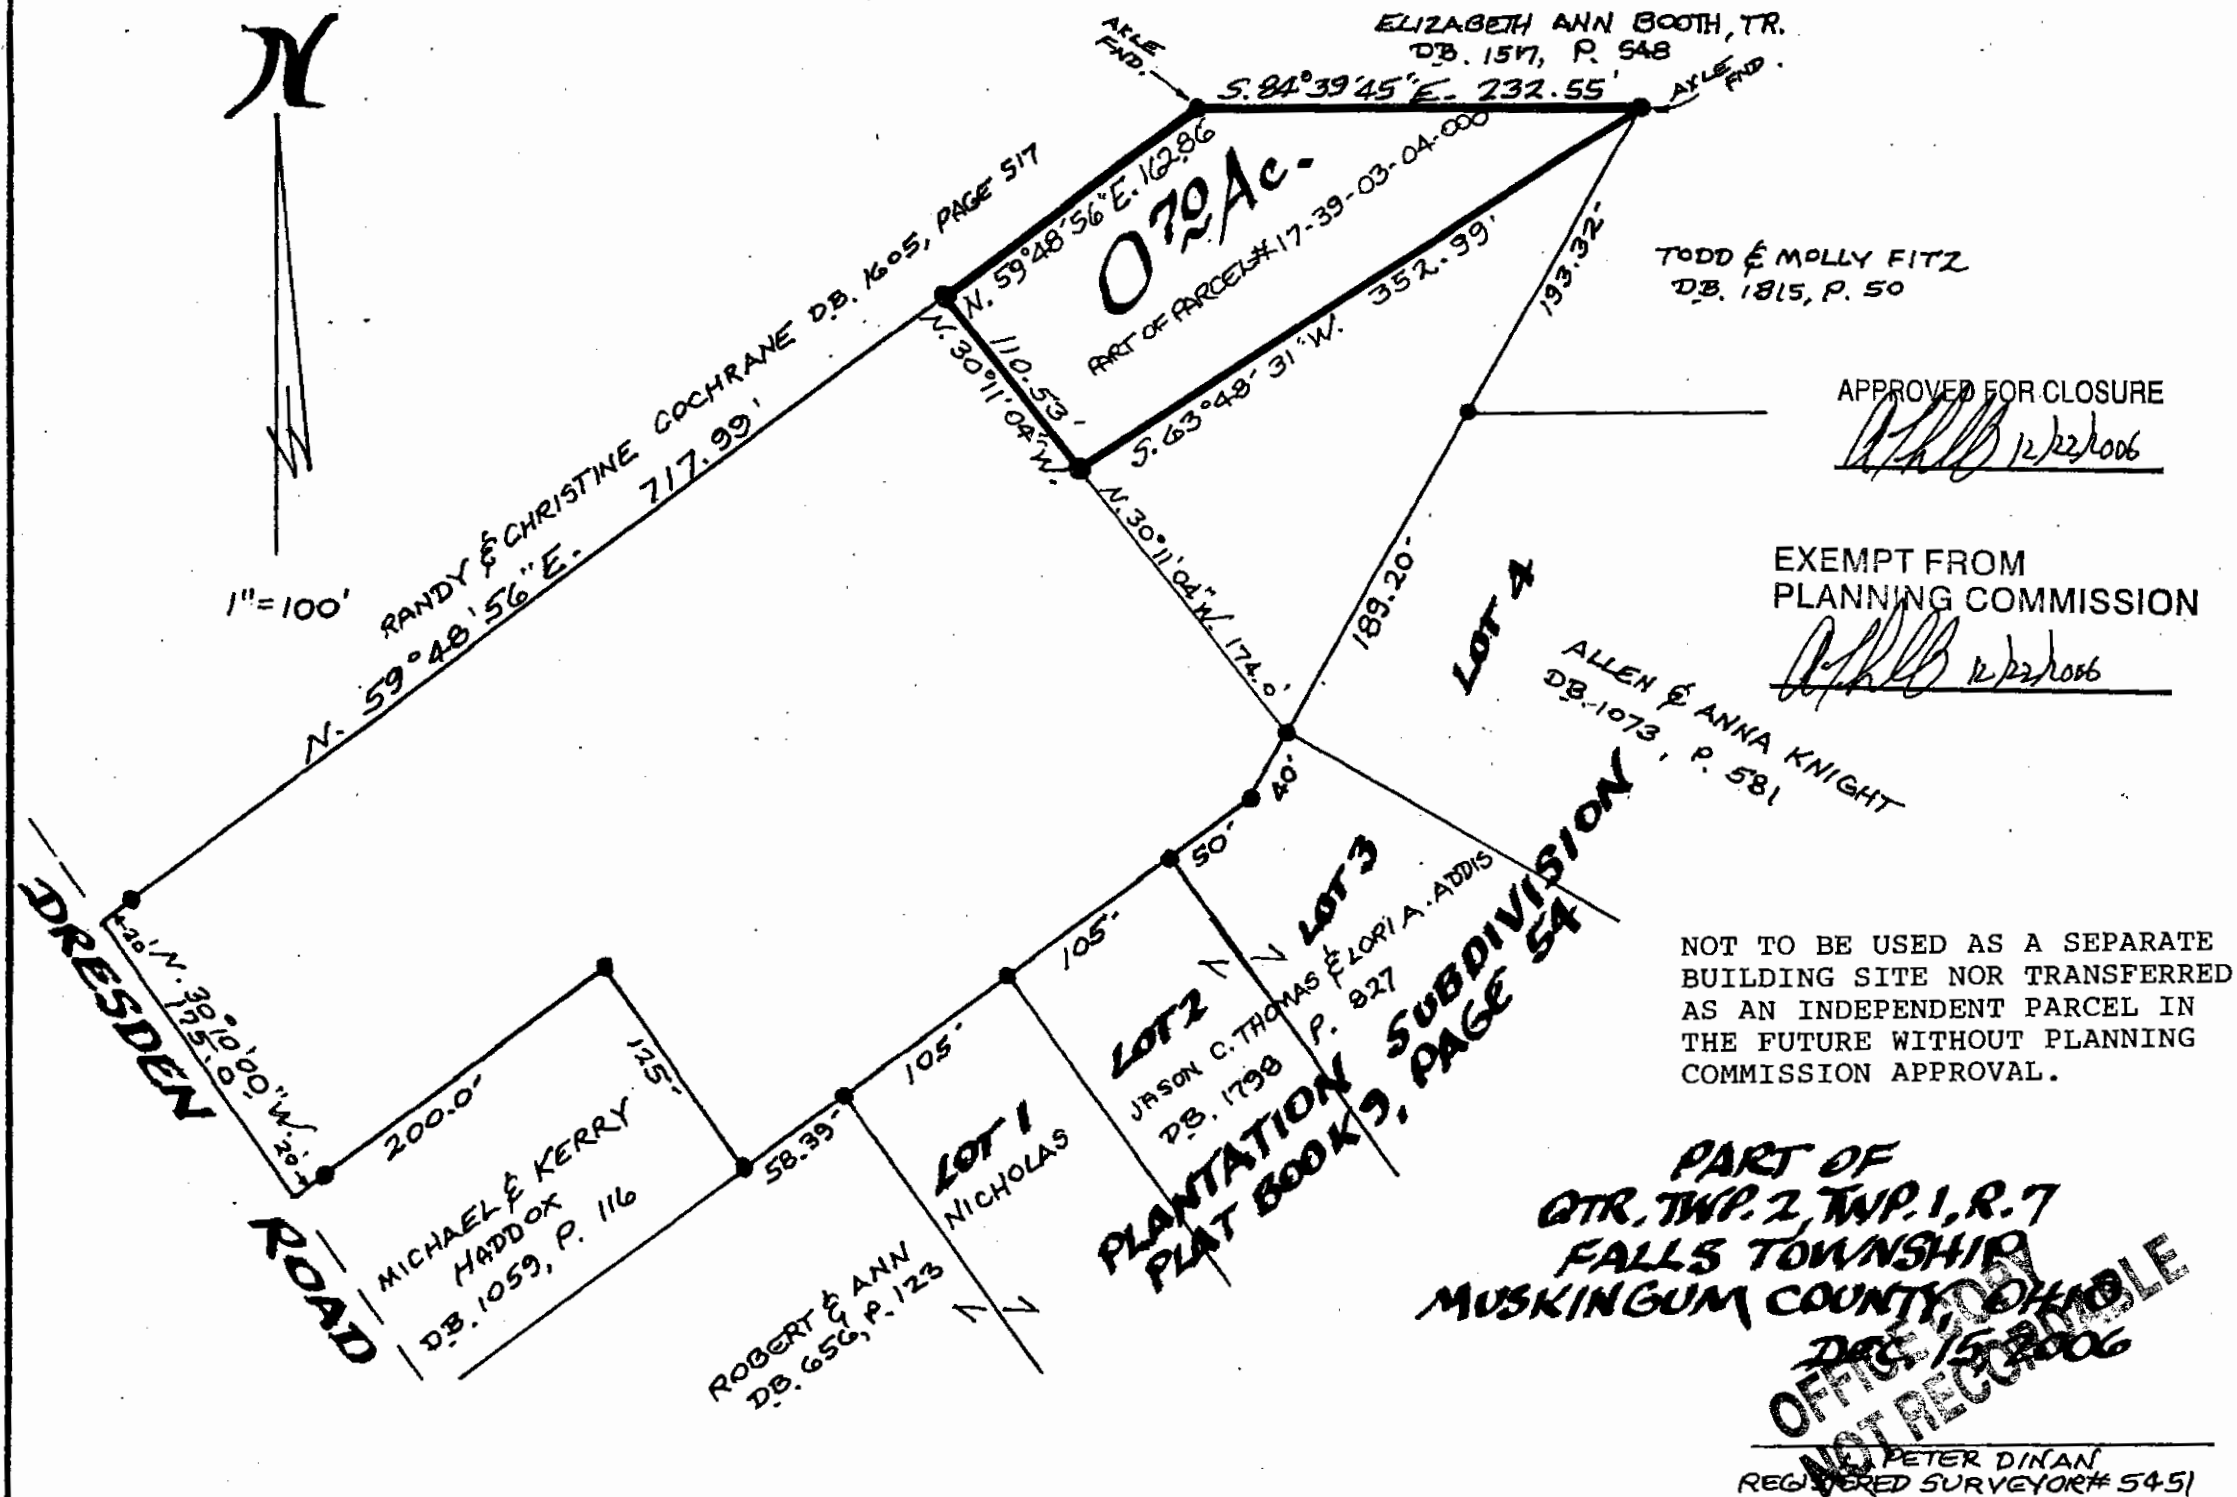 N
1"=100'
AXLE
FND.
ELIZABETH ANN BOOTH, TR.
DB. 1517, P. 548
AXLE
FND.
S. 84°39'45"E- 232.55'
N. 59°48'56"E. 162.86
0.70 Ac.
PART OF PARCEL#17-39-03-04-000
S. 63°48'31"W. 352.99'
N. 30°11'04"W.
110.53'
RANDY & CHRISTINE COCHRANE D.B. 1605, PAGE 517
N. 59°48'56"E. 717.99'
193.32'
TODD & MOLLY FITZ
D.B. 1815, P. 50
APPROVED FOR CLOSURE
12/22/2006
EXEMPT FROM
PLANNING COMMISSION
12/22/2006
N. 30°11'04"W. 174.0'
189.20'
LOT 4
ALLEN & ANNA KNIGHT
DB. 1073, P. 581
40'
50'
105'
105'
58.39'
125'
200.0'
20'
N. 30°10'00"W.
175.0'
20'
DRESDEN
ROAD
MICHAEL & KERRY
HADDOX
D.B. 1059, P. 116
LOT 1
NICHOLAS
ROBERT & ANN
DB. 656, P. 123
LOT 2
LOT 3
JASON C. THOMAS & LORI A. ADDIS
DB. 1798 P. 827
PLANTATION SUBDIVISION
PLAT BOOK 9, PAGE 54
NOT TO BE USED AS A SEPARATE
BUILDING SITE NOR TRANSFERRED
AS AN INDEPENDENT PARCEL IN
THE FUTURE WITHOUT PLANNING
COMMISSION APPROVAL.
PART OF
QTR. TWP. 2, TWP. 1, R. 7
FALLS TOWNSHIP
MUSKINGUM COUNTY, OHIO
DEC. 15, 2006
OFFICE COPY
NOT RECORDABLE
PETER DINAN
REGISTERED SURVEYOR# 5451